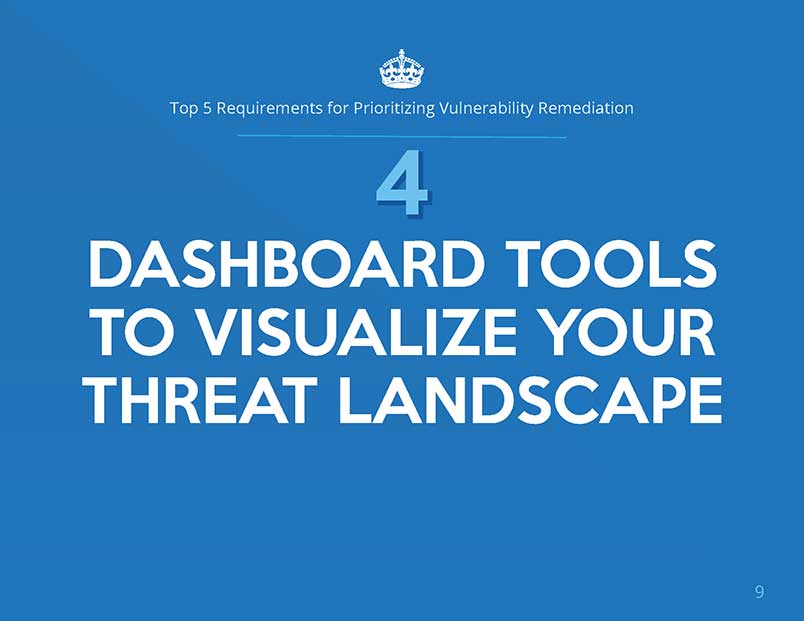 Top 5 Requirements for Prioritizing Vulnerability Remediation
4
DASHBOARD TOOLS
TO VISUALIZE YOUR
THREAT LANDSCAPE
9